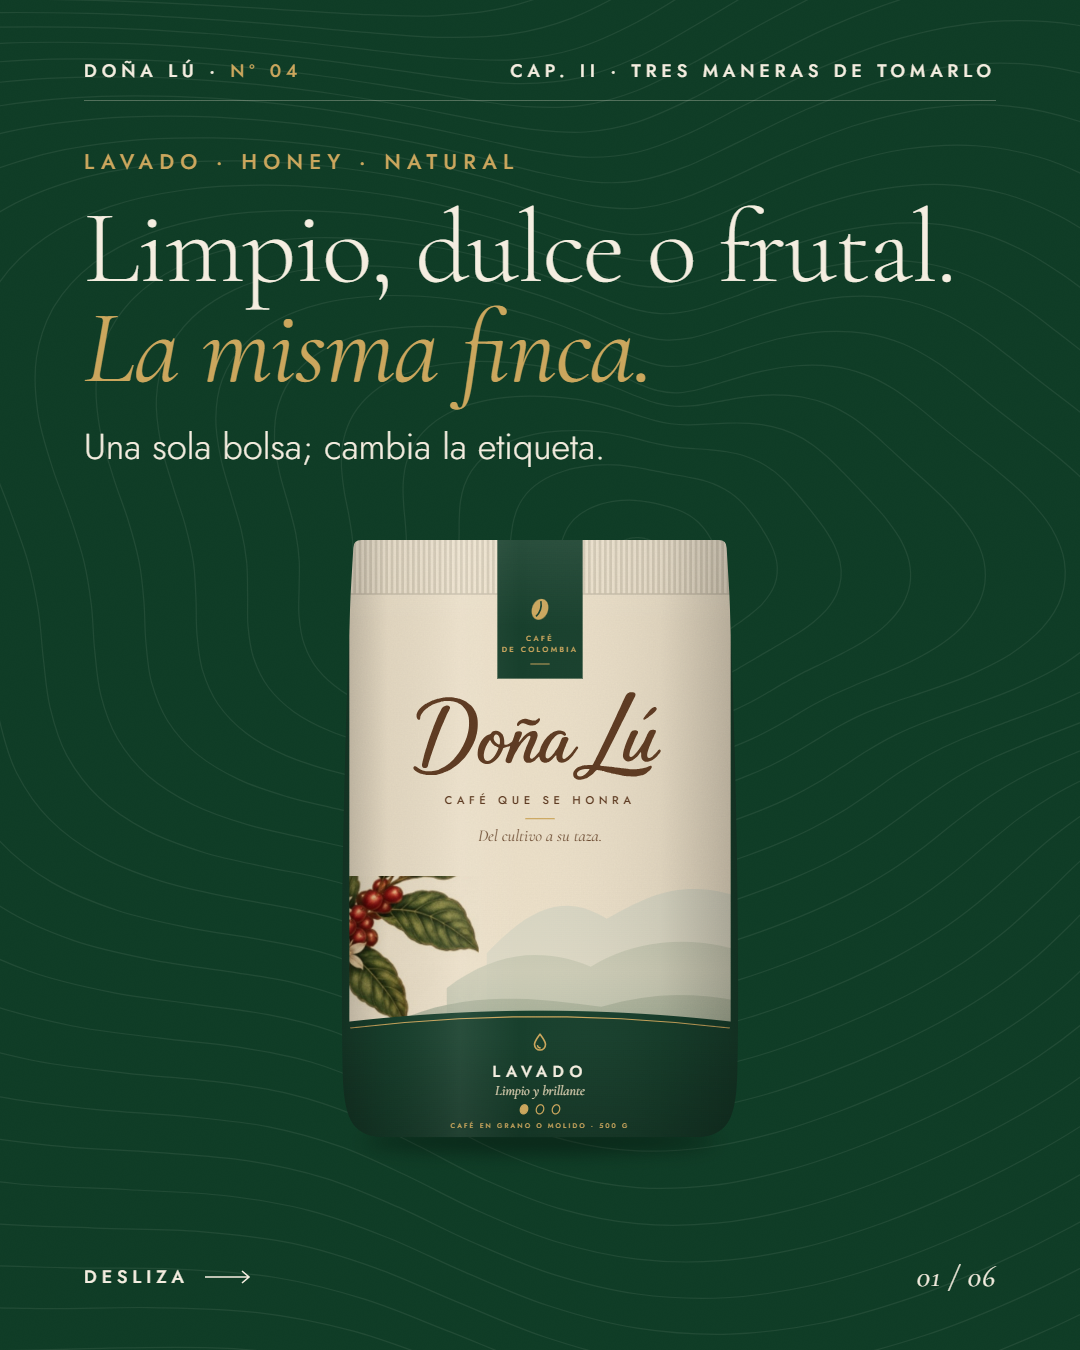 DOÑA LÚ · N° 04
CAP. II · TRES MANERAS DE TOMARLO
LAVADO · HONEY · NATURAL
Limpio, dulce o frutal.
La misma finca.
Una sola bolsa; cambia la etiqueta.
CAFÉ
DE COLOMBIA
Doña Lú
CAFÉ QUE SE HONRA
Del cultivo a su taza.
LAVADO
Limpio y brillante
CAFÉ EN GRANO O MOLIDO · 500 G
DESLIZA
01 / 06